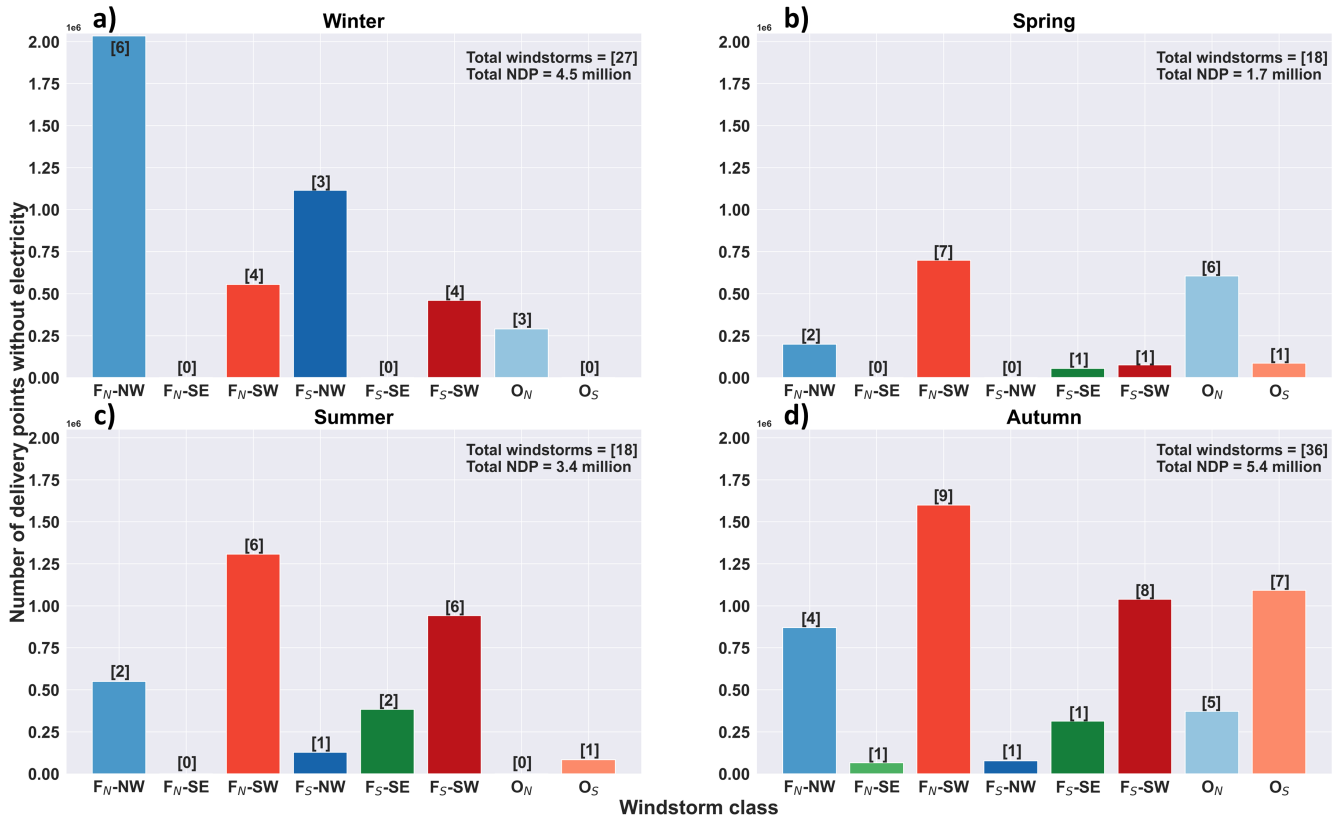 Number of delivery points without electricity
a)
Winter
1e6
2.00
1.75
1.50
1.25
1.00
0.75
0.50
0.25
0.00
Total windstorms = [27]
Total NDP = 4.5 million
[6]
[0]
[4]
[3]
[0]
[4]
[3]
[0]
F_N-NW F_N-SE F_N-SW F_S-NW F_S-SE F_S-SW O_N O_S
b)
Spring
1e6
2.00
1.75
1.50
1.25
1.00
0.75
0.50
0.25
0.00
Total windstorms = [18]
Total NDP = 1.7 million
[2]
[0]
[7]
[0]
[1]
[1]
[6]
[1]
F_N-NW F_N-SE F_N-SW F_S-NW F_S-SE F_S-SW O_N O_S
c)
Summer
1e6
2.00
1.75
1.50
1.25
1.00
0.75
0.50
0.25
0.00
Total windstorms = [18]
Total NDP = 3.4 million
[2]
[0]
[6]
[1]
[2]
[6]
[0]
[1]
F_N-NW F_N-SE F_N-SW F_S-NW F_S-SE F_S-SW O_N O_S
d)
Autumn
1e6
2.00
1.75
1.50
1.25
1.00
0.75
0.50
0.25
0.00
Total windstorms = [36]
Total NDP = 5.4 million
[4]
[1]
[9]
[1]
[1]
[8]
[5]
[7]
F_N-NW F_N-SE F_N-SW F_S-NW F_S-SE F_S-SW O_N O_S
Windstorm class